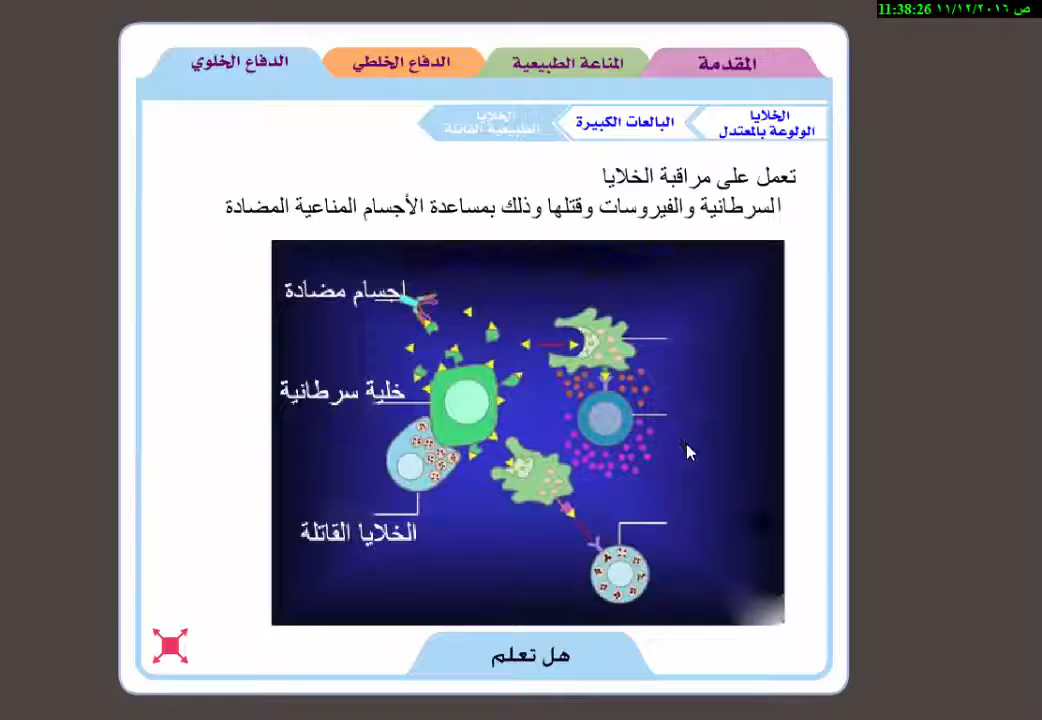 11:38:26 ص ١١/١٢/٢٠١٦
المقدمة
المناعة الطبيعية
الدفاع الخلطي
الدفاع الخلوي
الخلايا
الولوعة بالمعتدل
البالعات الكبيرة
الخلايا
الطبيعية القاتلة
تعمل على مراقبة الخلايا
السرطانية والفيروسات وقتلها وذلك بمساعدة الأجسام المناعية المضادة
اجسام مضادة
خلية سرطانية
الخلايا القاتلة
هل تعلم